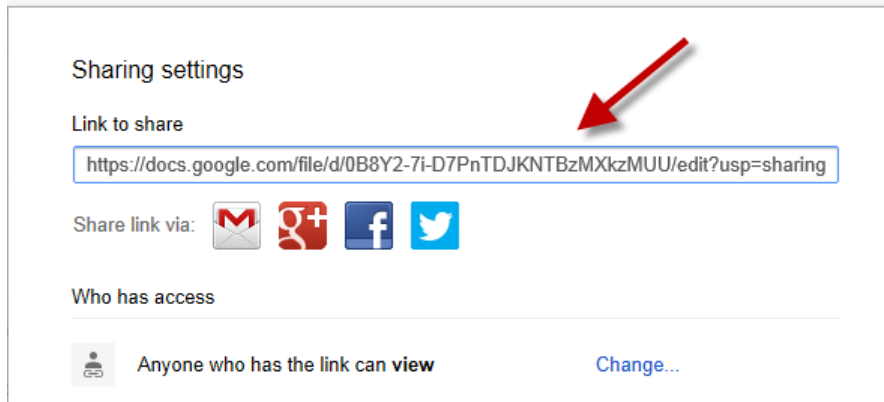 Sharing settings
Link to share
https://docs.google.com/file/d/0B8Y2-7i-D7PnTDJKNTBzMXkzMUU/edit?usp=sharing
Share link via: M g+ f
Who has access
Anyone who has the link can view Change...